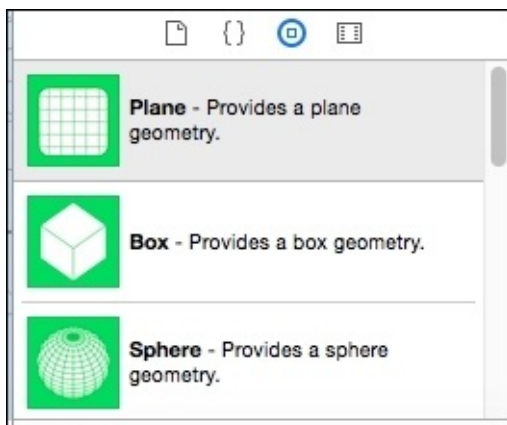 Plane - Provides a plane
geometry.
Box - Provides a box geometry.
Sphere - Provides a sphere
geometry.